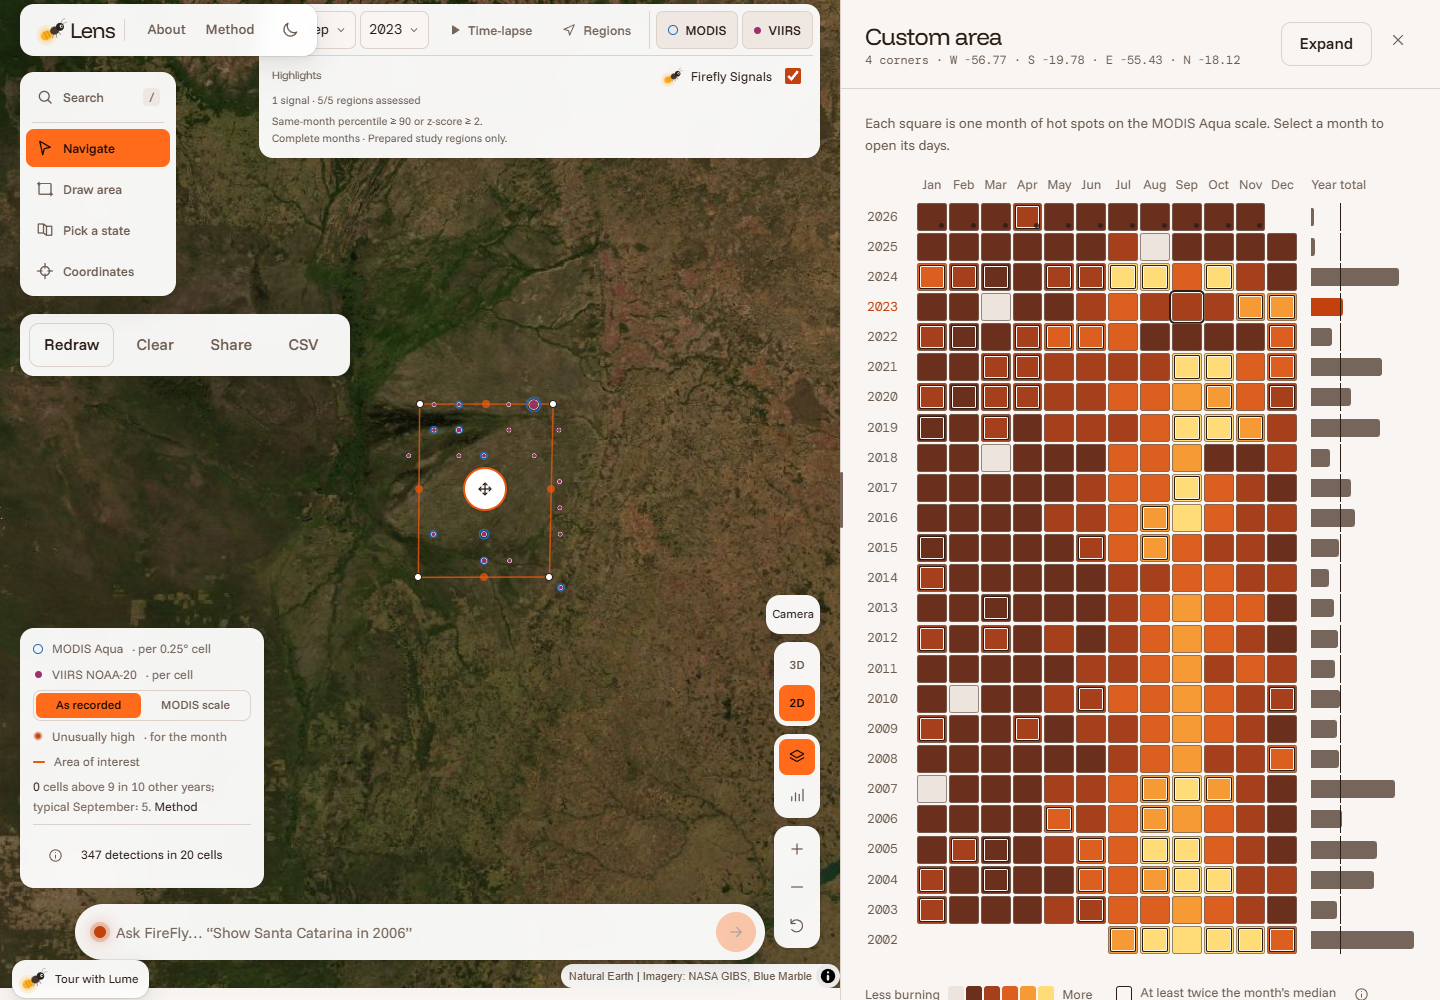 Lens
About
Method
ep
2023
Time-lapse
Regions
MODIS
VIIRS
Highlights
Firefly Signals
1 signal · 5/5 regions assessed
Same-month percentile ≥ 90 or z-score ≥ 2.
Complete months · Prepared study regions only.
Search
/
Navigate
Draw area
Pick a state
Coordinates
Redraw
Clear
Share
CSV
Camera
3D
2D
MODIS Aqua · per 0.25° cell
VIIRS NOAA-20 · per cell
As recorded
MODIS scale
Unusually high · for the month
Area of interest
0 cells above 9 in 10 other years;
typical September: 5. Method
347 detections in 20 cells
Ask FireFly... “Show Santa Catarina in 2006”
Tour with Lume
Natural Earth | Imagery: NASA GIBS, Blue Marble
Custom area
4 corners · W -56.77 · S -19.78 · E -55.43 · N -18.12
Expand
Each square is one month of hot spots on the MODIS Aqua scale. Select a month to
open its days.
Jan Feb Mar Apr May Jun Jul Aug Sep Oct Nov Dec Year total
2026
2025
2024
2023
2022
2021
2020
2019
2018
2017
2016
2015
2014
2013
2012
2011
2010
2009
2008
2007
2006
2005
2004
2003
2002
Less burning
More
At least twice the month's median